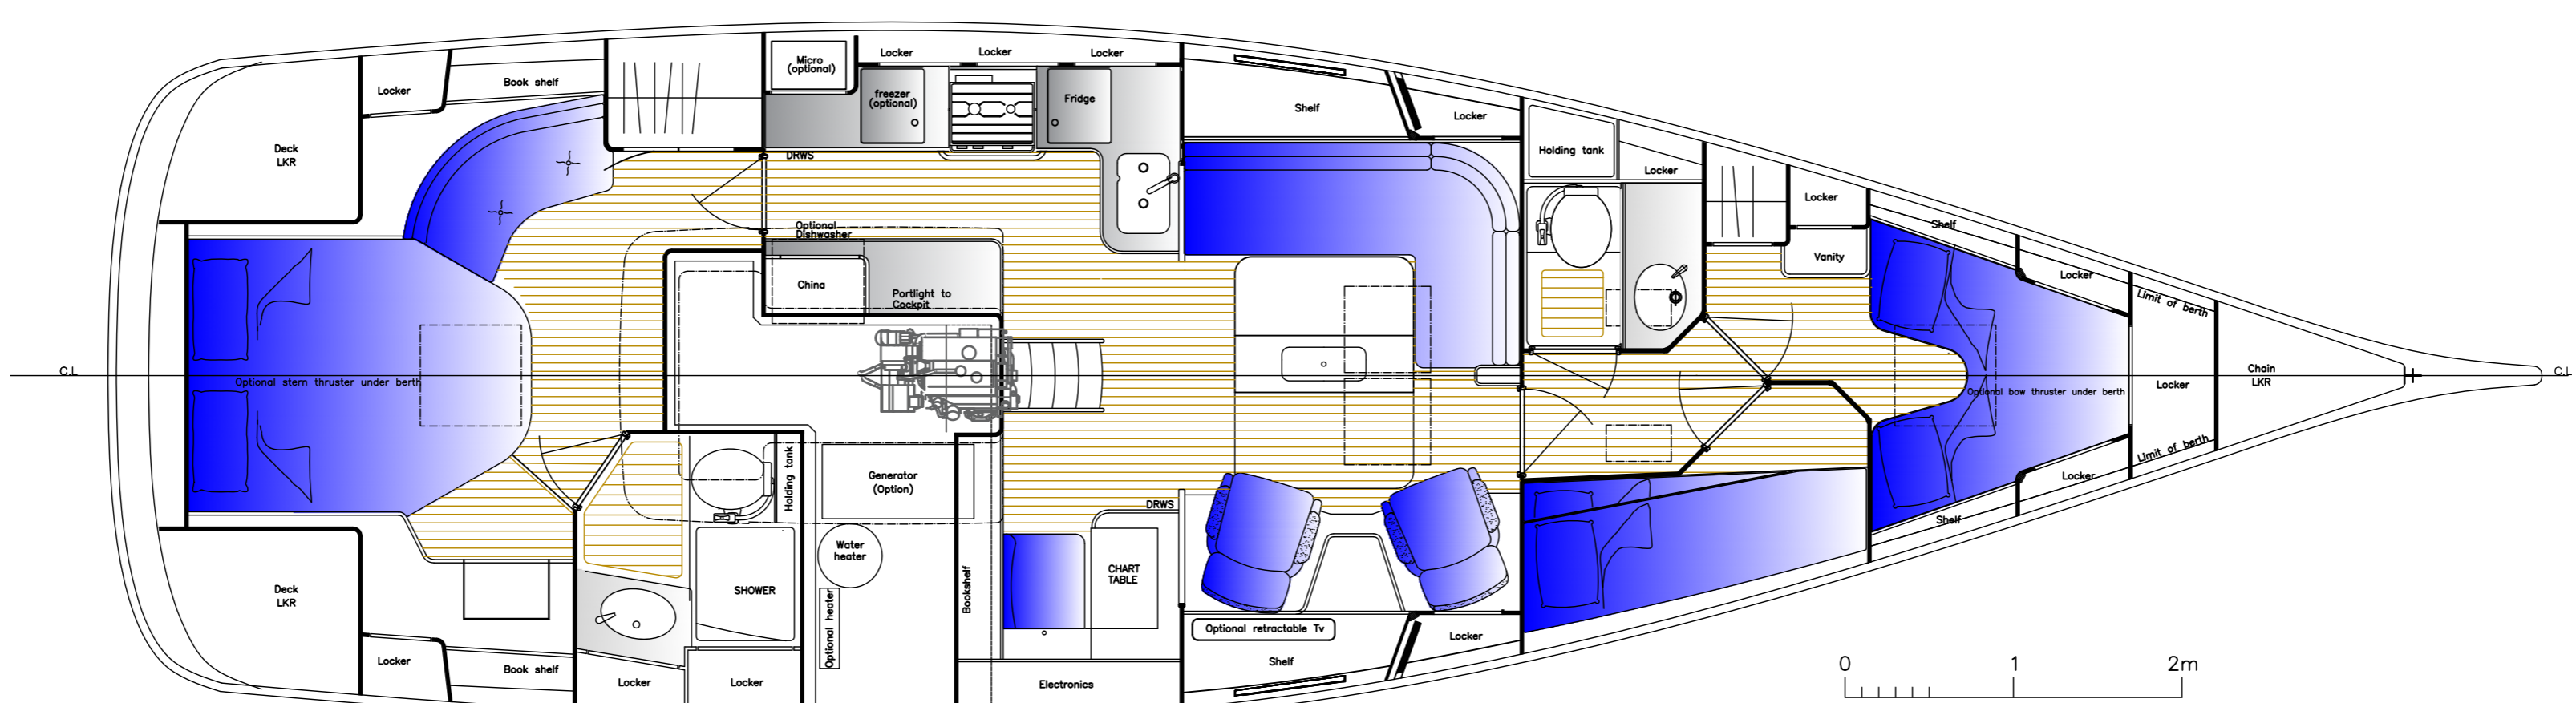 Micro
(optional)
Locker
Locker
Locker
Locker
Book shelf
freezer
(optional)
Fridge
Shelf
Locker
Deck
LKR
DRWS
Holding tank
Locker
Locker
Shelf
Optional
Dishwasher
China
Portlight to
Cockpit
Vanity
Locker
Limit of berth
C.L
Optional stern thruster under berth
Optional bow thruster under berth
Locker
Chain
LKR
C.L
Limit of berth
Holding tank
Generator
(Option)
DRWS
Locker
Shelf
Water
heater
Deck
LKR
SHOWER
Optional heater
Bookshelf
CHART
TABLE
Optional retractable Tv
Locker
Shelf
Locker
Book shelf
Locker
Locker
Electronics
0 1 2m